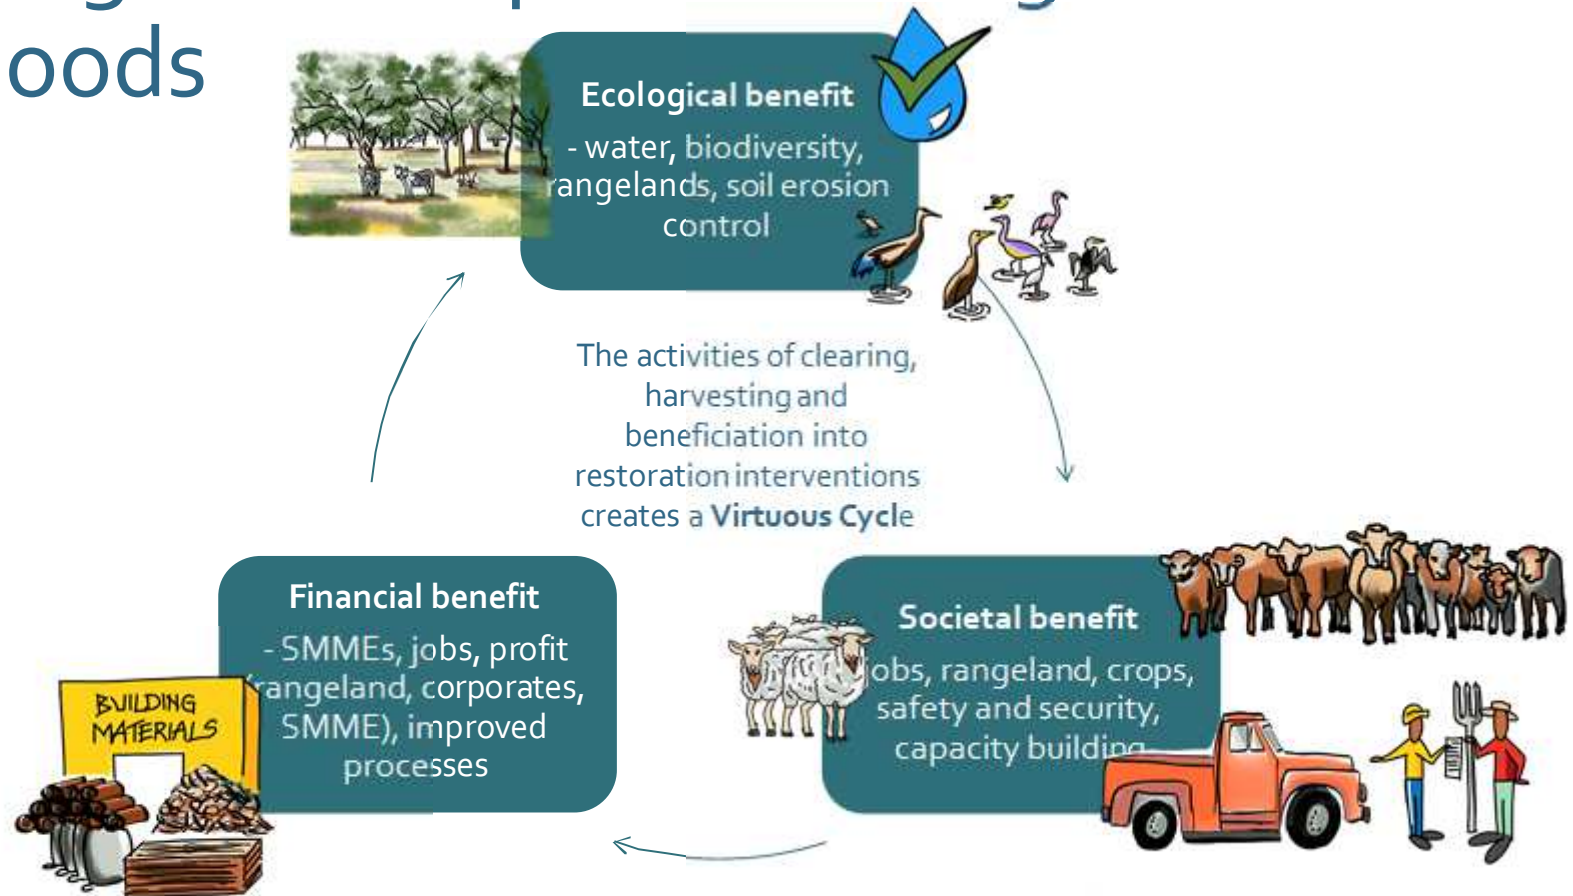 oods
Ecological benefit
- water, biodiversity,
rangelands, soil erosion
control
The activities of clearing,
harvesting and
beneficiation into
restoration interventions
creates a Virtuous Cycle
Financial benefit
- SMMEs, jobs, profit
(rangeland, corporates,
SMME), improved
processes
BUILDING
MATERIALS
Societal benefit
jobs, rangeland, crops,
safety and security,
capacity building